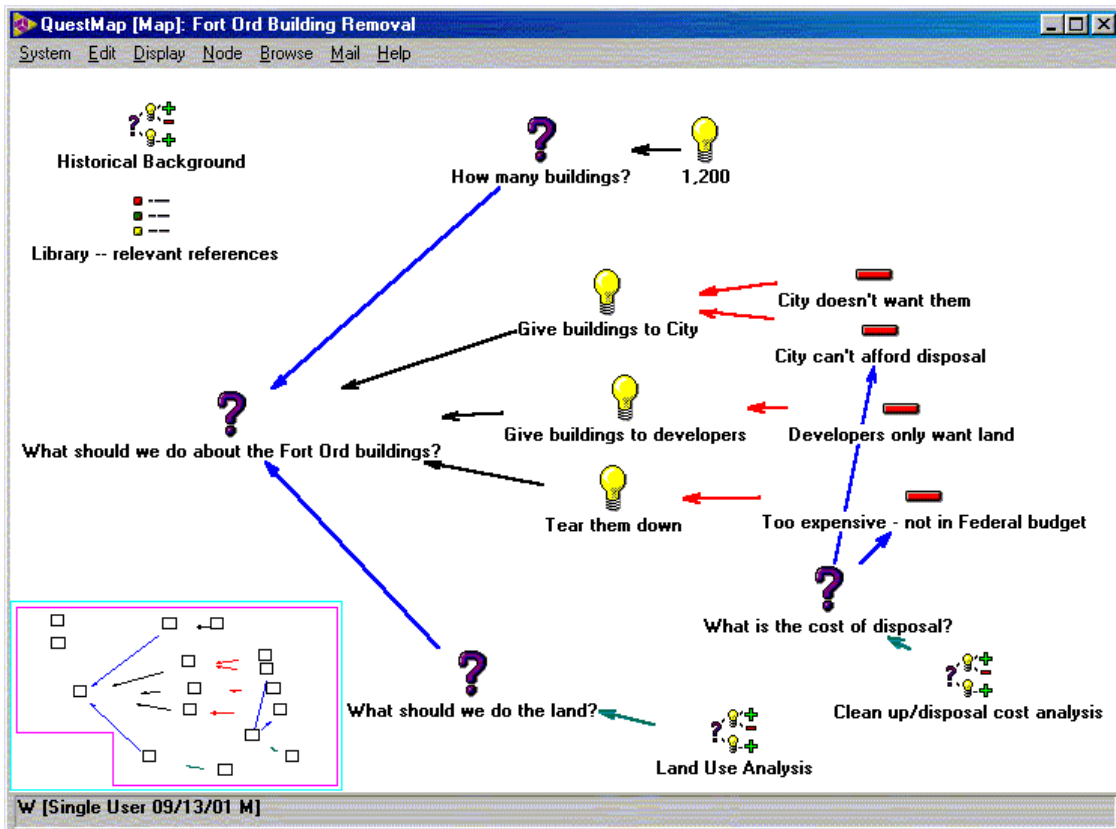 QuestMap [Map]: Fort Ord Building Removal
System Edit Display Node Browse Mail Help
Historical Background
How many buildings?
1,200
Library -- relevant references
City doesn't want them
Give buildings to City
City can't afford disposal
What should we do about the Fort Ord buildings?
Give buildings to developers
Developers only want land
Tear them down
Too expensive - not in Federal budget
What is the cost of disposal?
What should we do the land?
Clean up/disposal cost analysis
Land Use Analysis
W [Single User 09/13/01 M]